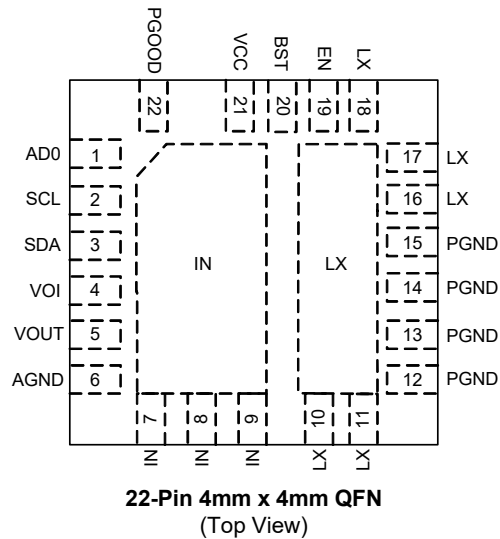 PGOOD
VCC
BST
EN
LX
22
21
20
19
18
AD0
1
17
LX
SCL
2
16
LX
SDA
3
15
PGND
IN
LX
VOI
4
14
PGND
VOUT
5
13
PGND
AGND
6
12
PGND
7
8
9
10
11
IN
IN
IN
LX
LX
22-Pin 4mm x 4mm QFN
(Top View)